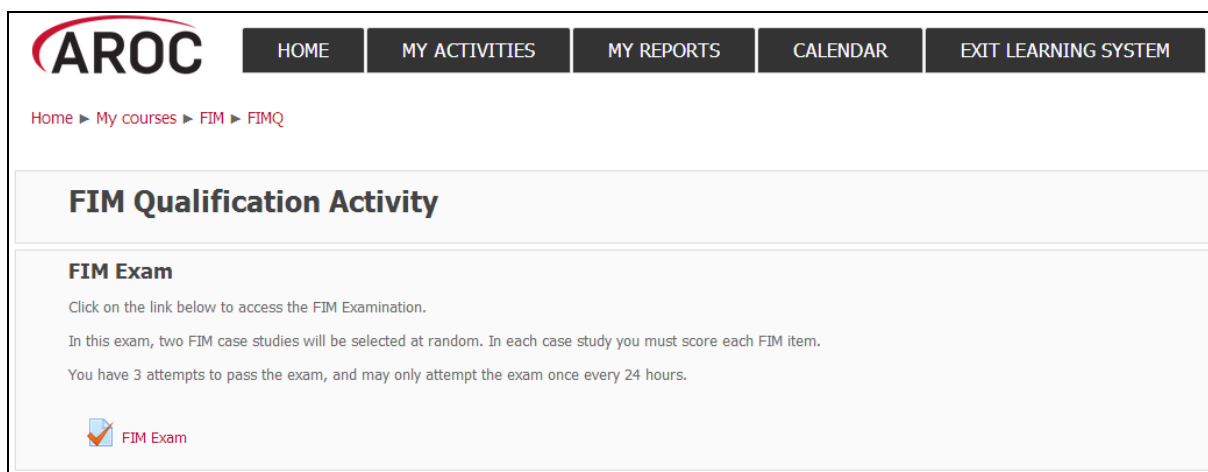 AROC HOME MY ACTIVITIES MY REPORTS CALENDAR EXIT LEARNING SYSTEM
Home ► My courses ► FIM ► FIMQ
FIM Qualification Activity
FIM Exam
Click on the link below to access the FIM Examination.
In this exam, two FIM case studies will be selected at random. In each case study you must score each FIM item.
You have 3 attempts to pass the exam, and may only attempt the exam once every 24 hours.
FIM Exam